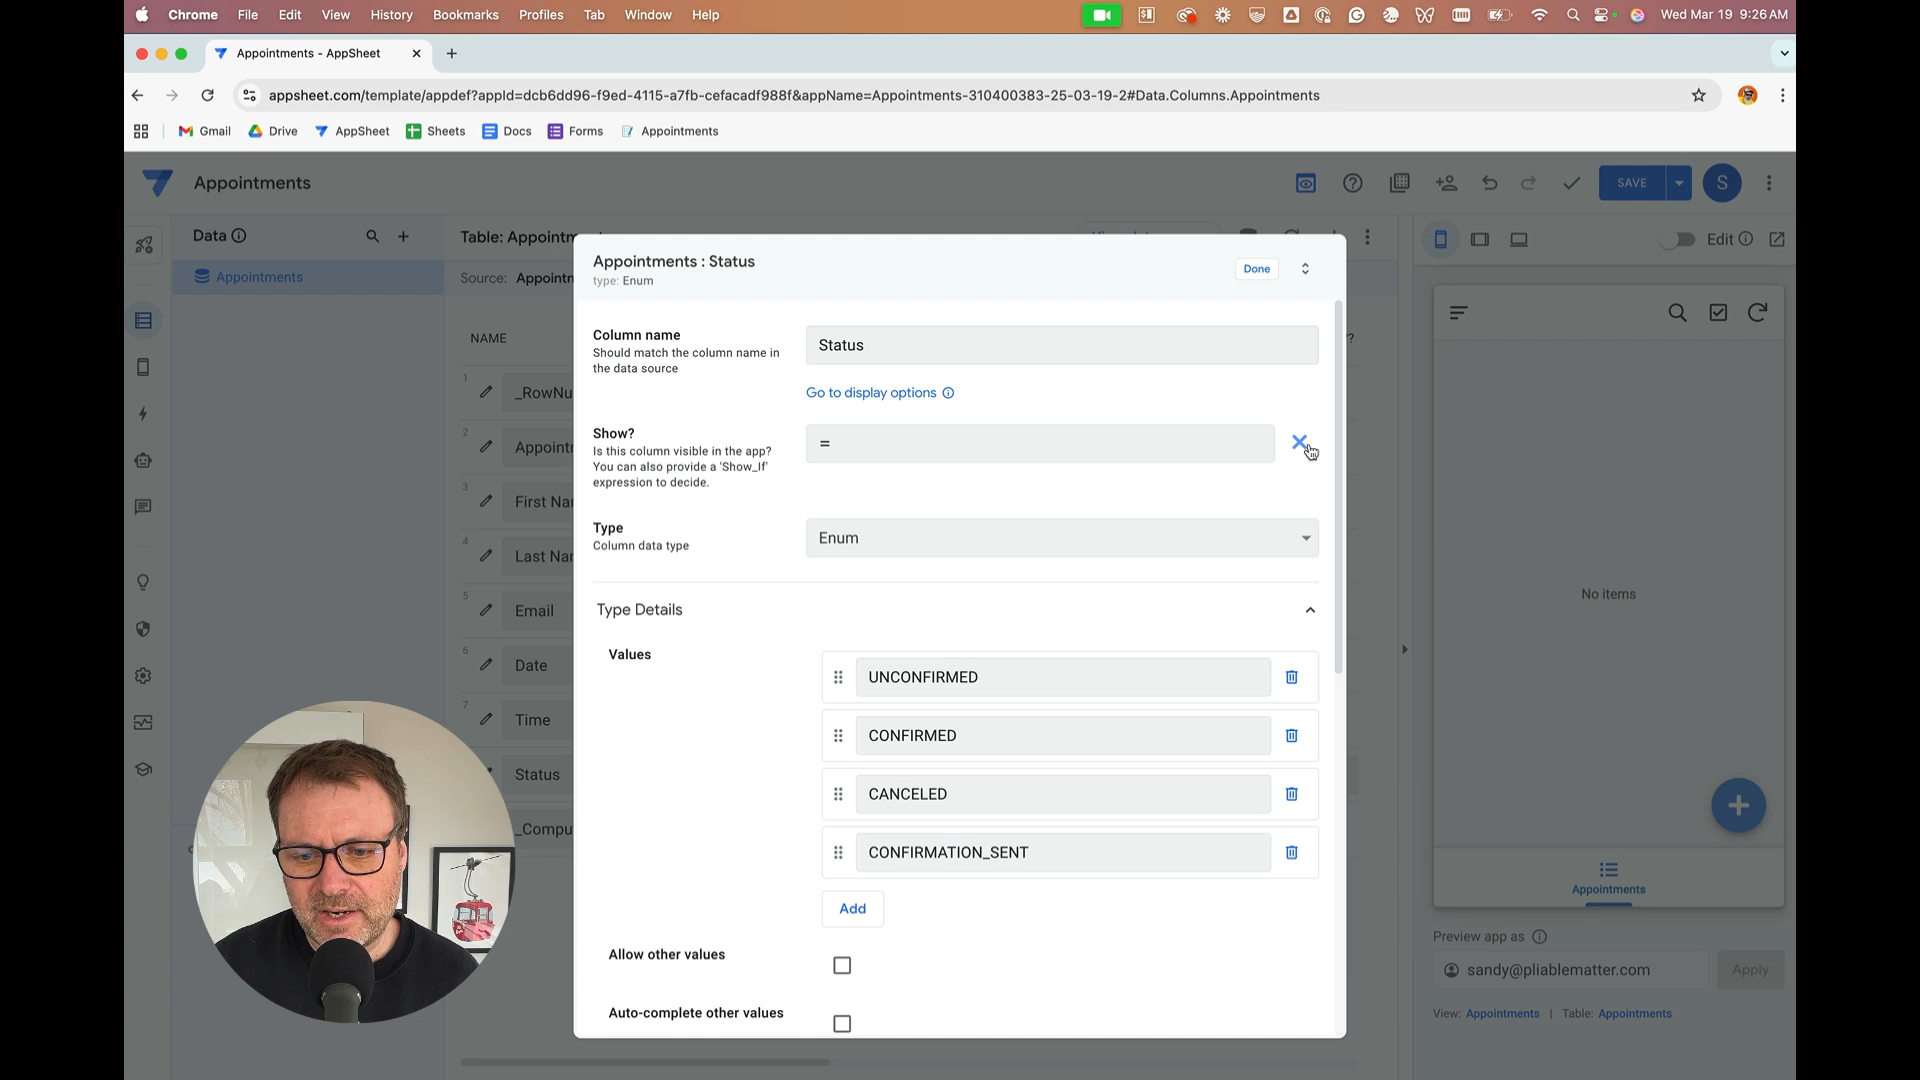 Chrome File Edit View History Bookmarks Profiles Tab Window Help Wed Mar 19 9:26 AM
Appointments - AppSheet
appsheet.com/template/appdef?appId=dcb6dd96-f9ed-4115-a7fb-cefacadf988f&appName=Appointments-310400383-25-03-19-2#Data.Columns.Appointments
Gmail Drive AppSheet Sheets Docs Forms Appointments
Appointments
SAVE
S
Data
Appointments
Table: Appointm
Source: Appointm
NAME
?
1 _RowNu
2 Appointr
3 First Nar
4 Last Nar
5 Email
6 Date
7 Time
Status
_Compu
Appointments : Status
type: Enum
Done
Column name
Should match the column name in
the data source
Status
Go to display options
Show?
Is this column visible in the app?
You can also provide a 'Show_If'
expression to decide.
=
Type
Column data type
Enum
Type Details
Values
UNCONFIRMED
CONFIRMED
CANCELED
CONFIRMATION_SENT
Add
Allow other values
Auto-complete other values
Edit
No items
Appointments
Preview app as
sandy@pliablematter.com
Apply
View: Appointments | Table: Appointments